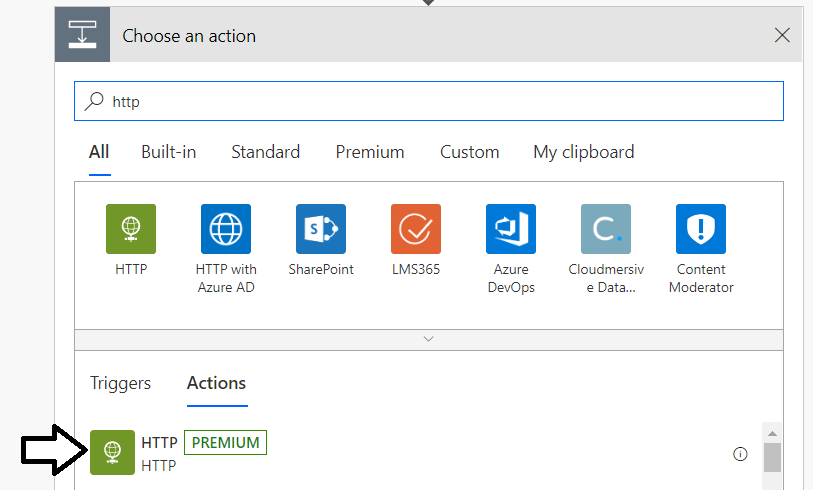 Choose an action
http
All Built-in Standard Premium Custom My clipboard
HTTP HTTP with Azure AD SharePoint LMS365 Azure DevOps Cloudmersiv e Data... Content Moderator
Triggers Actions
HTTP PREMIUM
HTTP